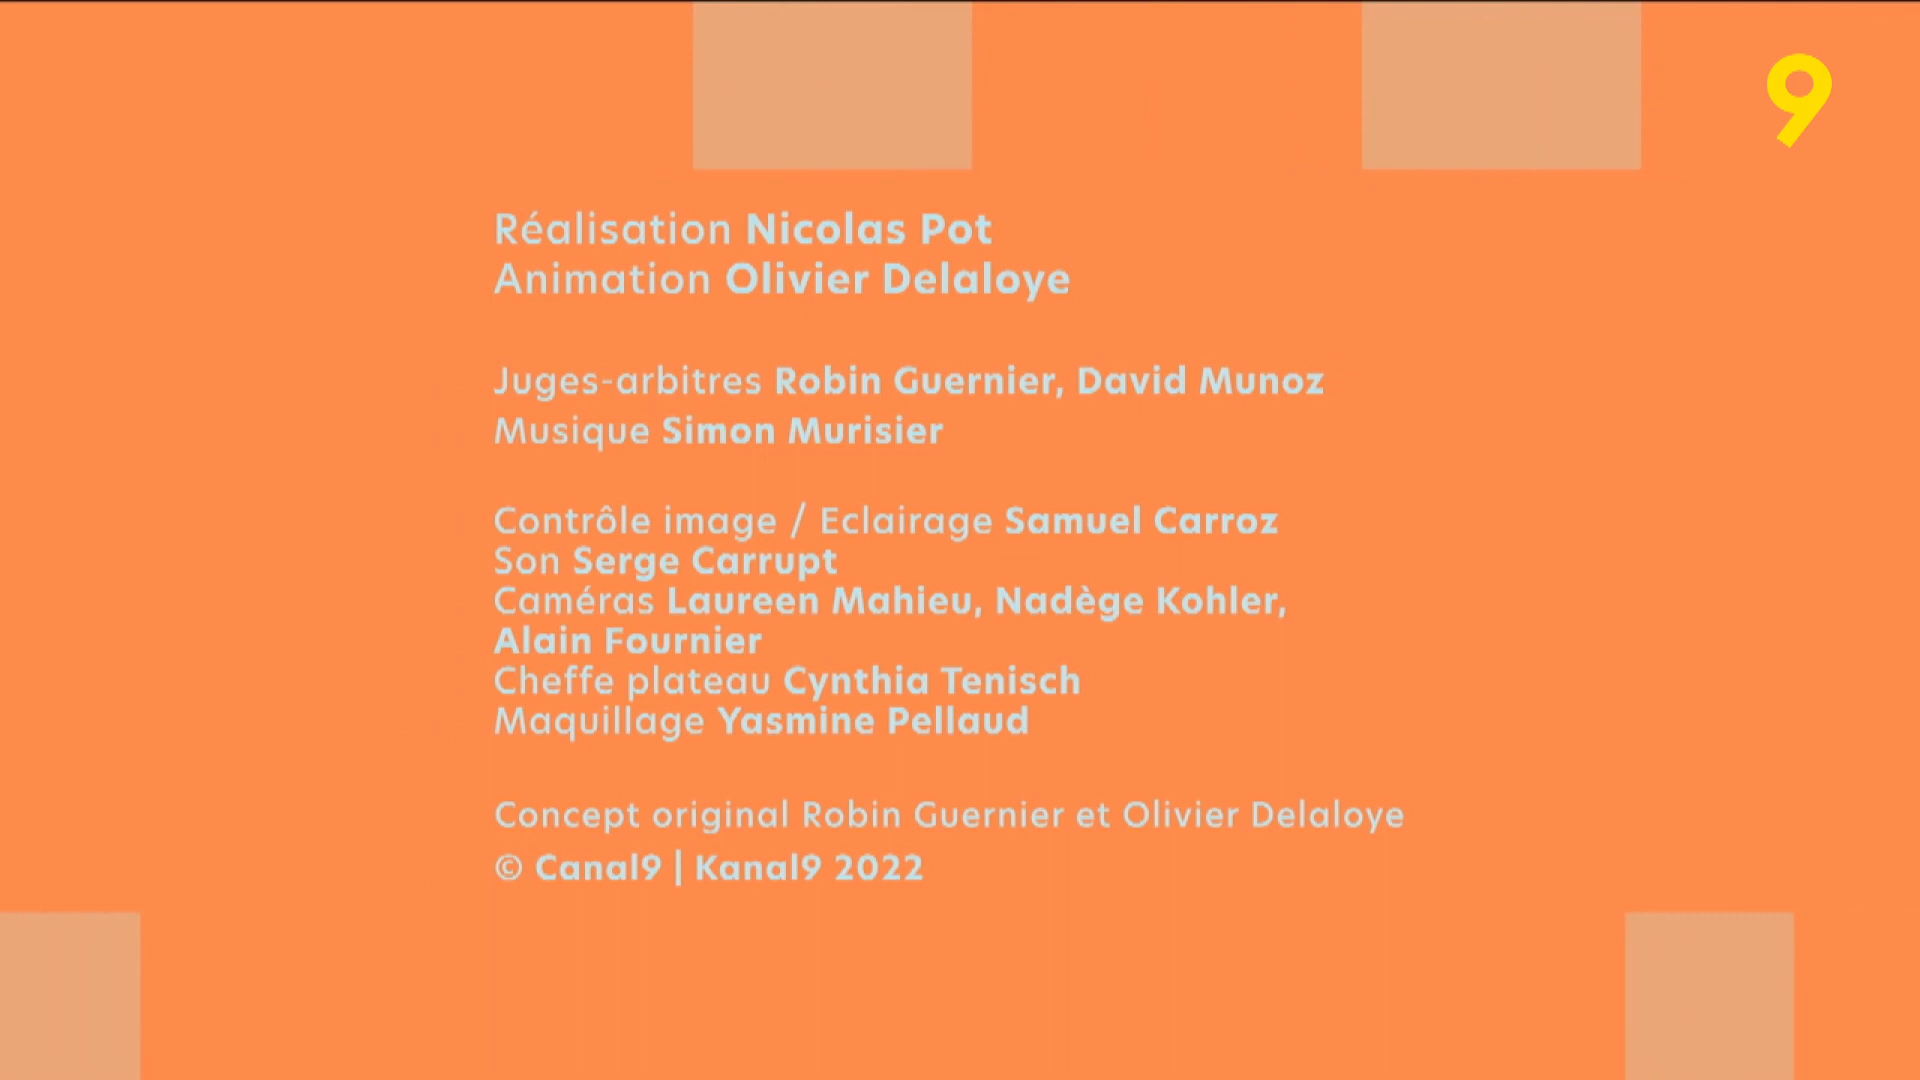 9
Réalisation Nicolas Pot
Animation Olivier Delaloye
Juges-arbitres Robin Guernier, David Munoz
Musique Simon Murisier
Contrôle image / Eclairage Samuel Carroz
Son Serge Carrupt
Caméras Laureen Mahieu, Nadège Kohler,
Alain Fournier
Cheffe plateau Cynthia Tenisch
Maquillage Yasmine Pellaud
Concept original Robin Guernier et Olivier Delaloye
© Canal9 | Kanal9 2022